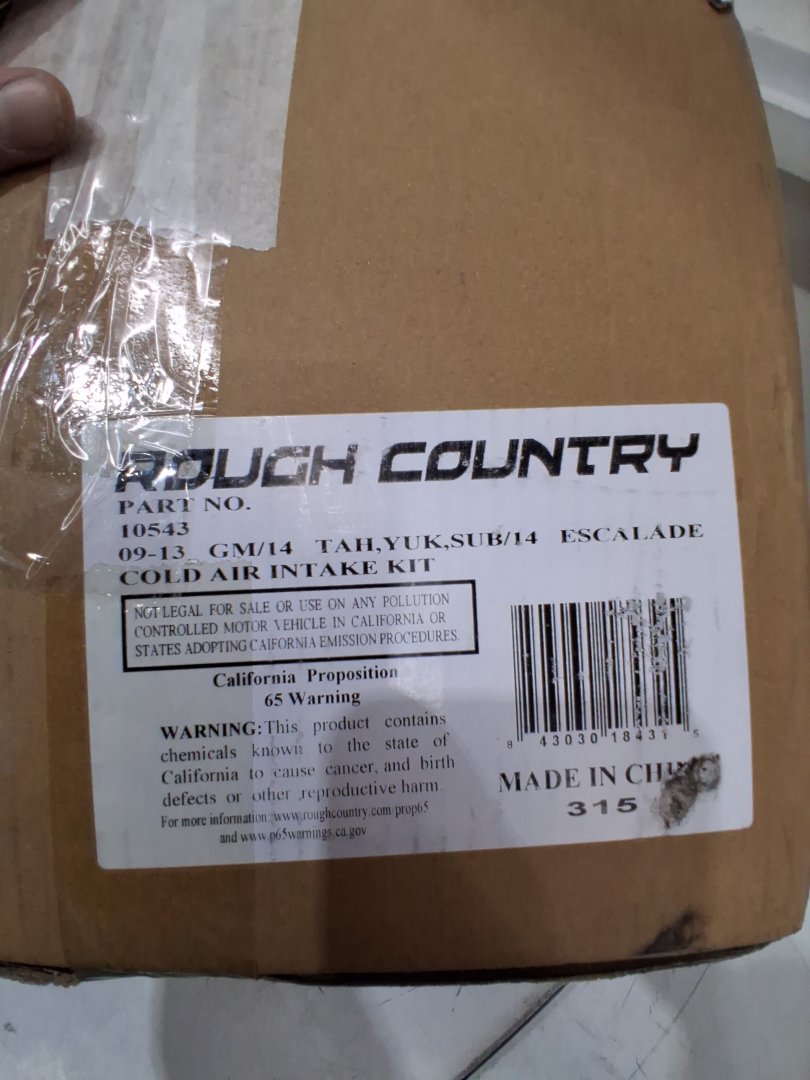 ROUGH COUNTRY
PART NO.
10543
09-13 GM/14 TAH,YUK,SUB/14 ESCALADE
COLD AIR INTAKE KIT
NOT LEGAL FOR SALE OR USE ON ANY POLLUTION
CONTROLLED MOTOR VEHICLE IN CALIFORNIA OR
STATES ADOPTING CAIFORNIA EMISSION PROCEDURES.
California Proposition
65 Warning
WARNING:This product contains
chemicals known to the state of
California to cause cancer, and birth
defects or other ,reproductive harm.
For more information: www.roughcountry.com/prop65
and www.p65warnings.ca.gov
8 43030 18431 5
MADE IN
315